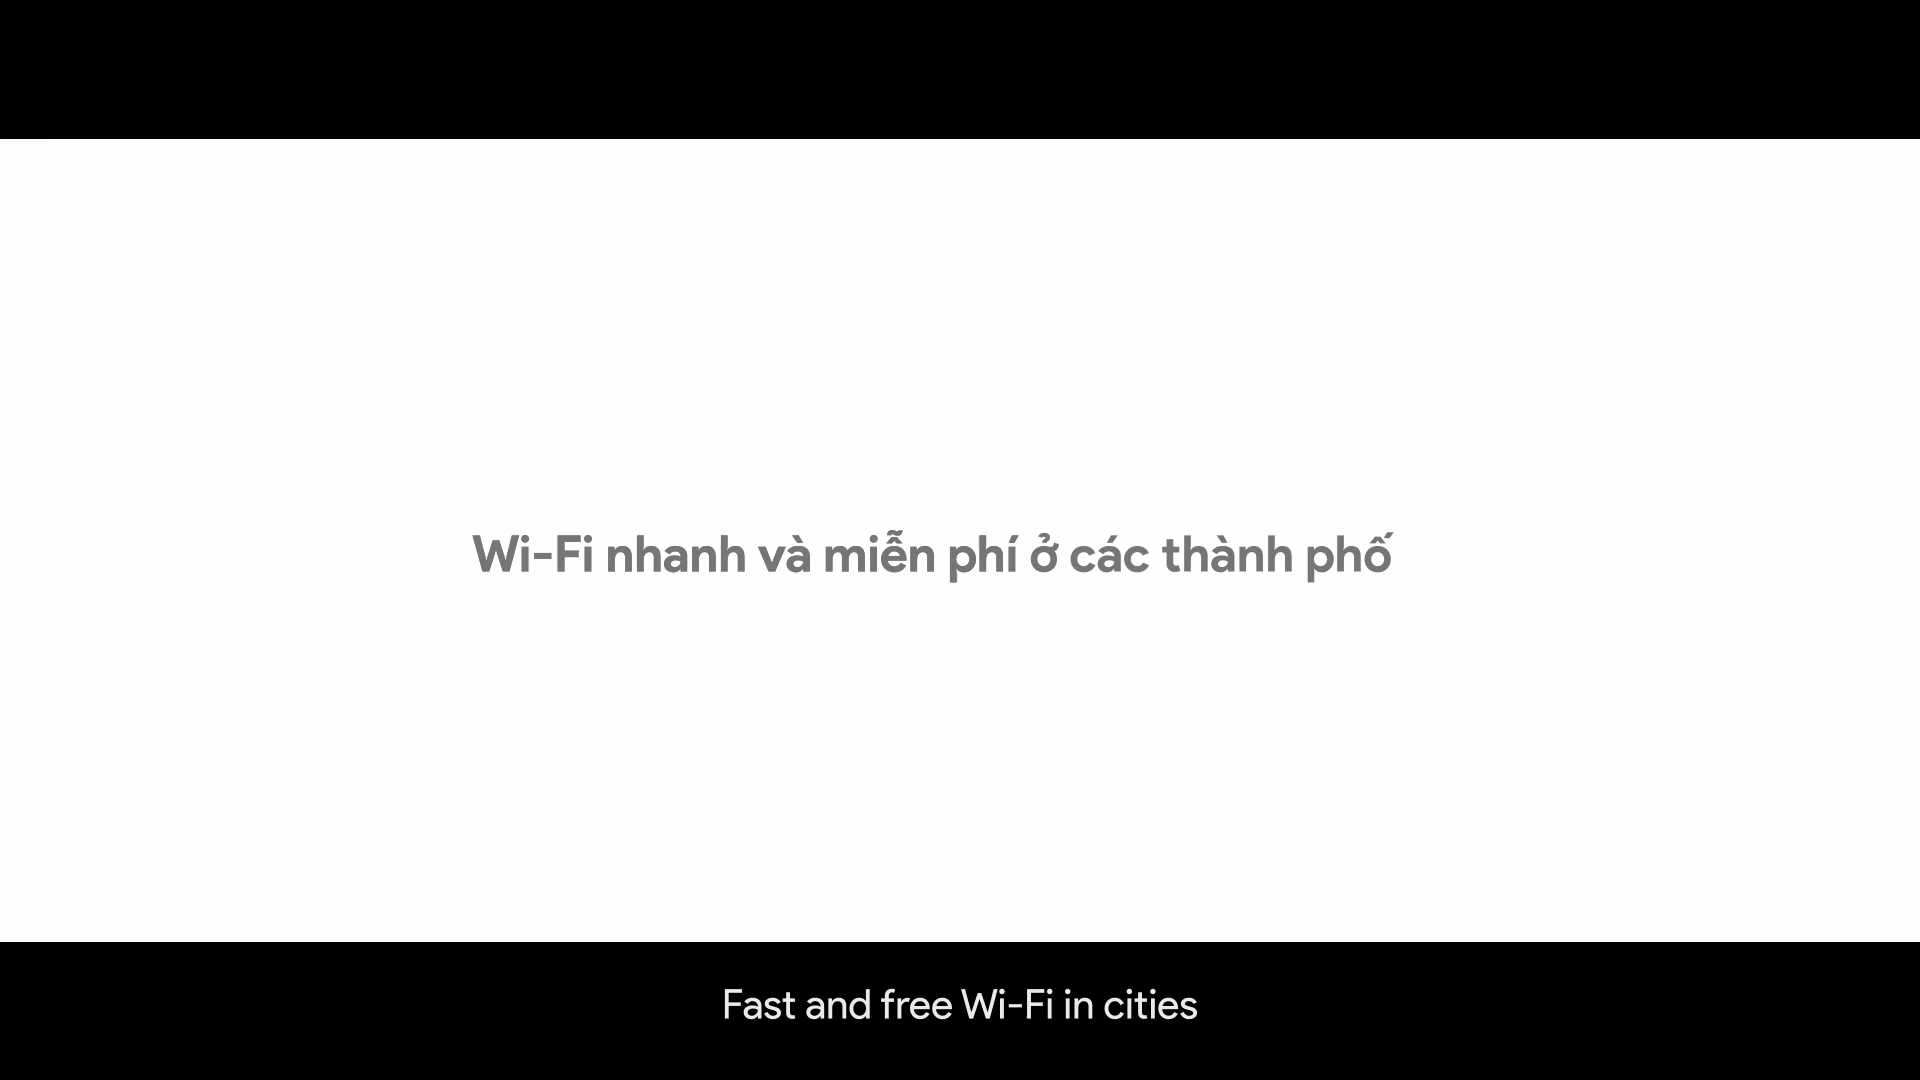 Wi-Fi nhanh và miễn phí ở các thành phố
Fast and free Wi-Fi in cities